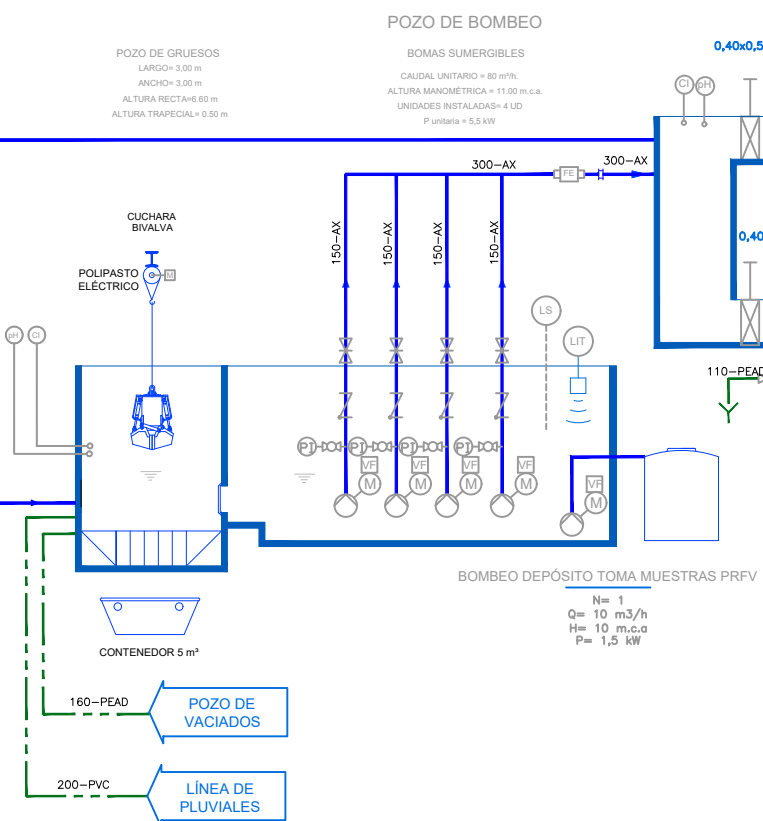 POZO DE BOMBEO
POZO DE GRUESOS
LARGO= 3,00 m
ANCHO= 3,00 m
ALTURA RECTA=6.60 m
ALTURA TRAPECIAL= 0.50 m
BOMAS SUMERGIBLES
CAUDAL UNITARIO = 80 m³/h.
ALTURA MANOMÉTRICA = 11.00 m.c.a.
UNIDADES INSTALADAS= 4 UD
P unitaria = 5,5 kW
0,40x0,5
Cl
pH
300-AX
FE
300-AX
150-AX
150-AX
150-AX
150-AX
0,40
CUCHARA
BIVALVA
POLIPASTO
ELÉCTRICO
M
pH
Cl
LS
LIT
110-PEAD
PI
PI
PI
PI
VF
VF
VF
VF
VF
M
M
M
M
M
BOMBEO DEPÓSITO TOMA MUESTRAS PRFV
N= 1
Q= 10 m3/h
H= 10 m.c.a
P= 1,5 kW
CONTENEDOR 5 m³
160-PEAD
POZO DE
VACIADOS
200-PVC
LÍNEA DE
PLUVIALES